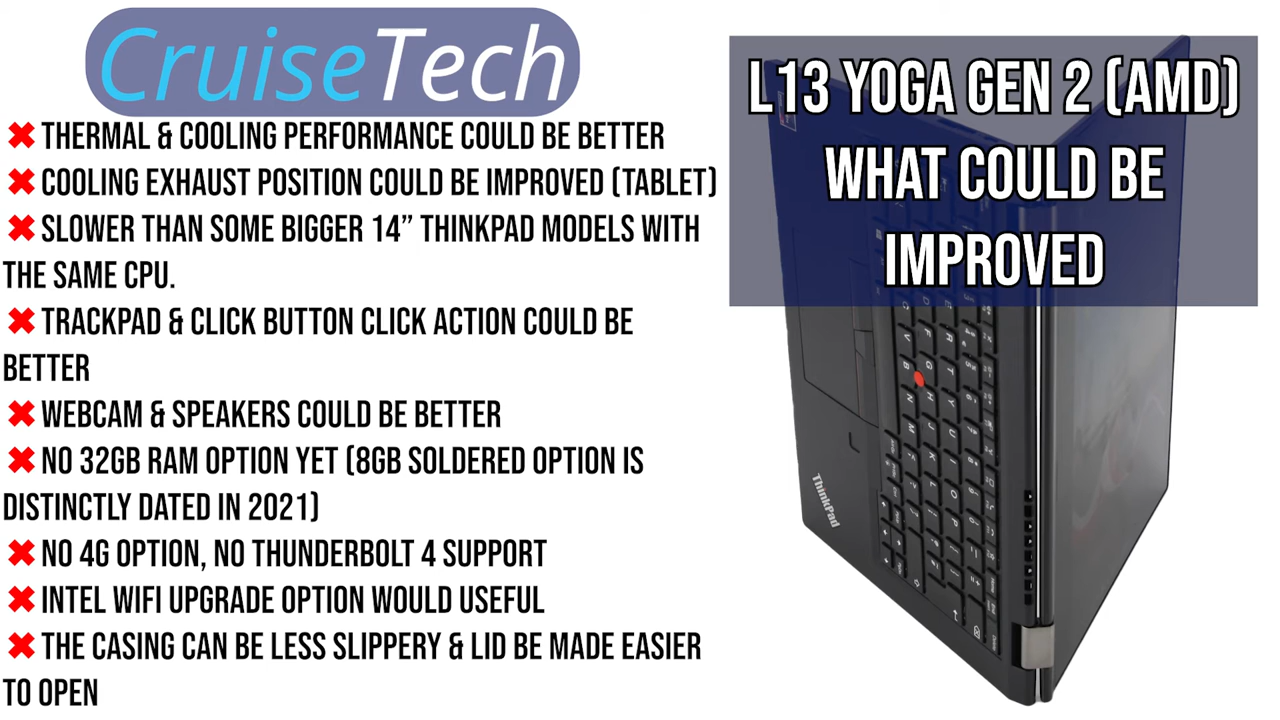 CruiseTech
L13 YOGA GEN 2 (AMD)
WHAT COULD BE
IMPROVED
✖ THERMAL & COOLING PERFORMANCE COULD BE BETTER
✖ COOLING EXHAUST POSITION COULD BE IMPROVED (TABLET)
✖ SLOWER THAN SOME BIGGER 14” THINKPAD MODELS WITH
THE SAME CPU.
✖ TRACKPAD & CLICK BUTTON CLICK ACTION COULD BE
BETTER
✖ WEBCAM & SPEAKERS COULD BE BETTER
✖ NO 32GB RAM OPTION YET (8GB SOLDERED OPTION IS
DISTINCTLY DATED IN 2021)
✖ NO 4G OPTION, NO THUNDERBOLT 4 SUPPORT
✖ INTEL WIFI UPGRADE OPTION WOULD USEFUL
✖ THE CASING CAN BE LESS SLIPPERY & LID BE MADE EASIER
TO OPEN
ThinkPad